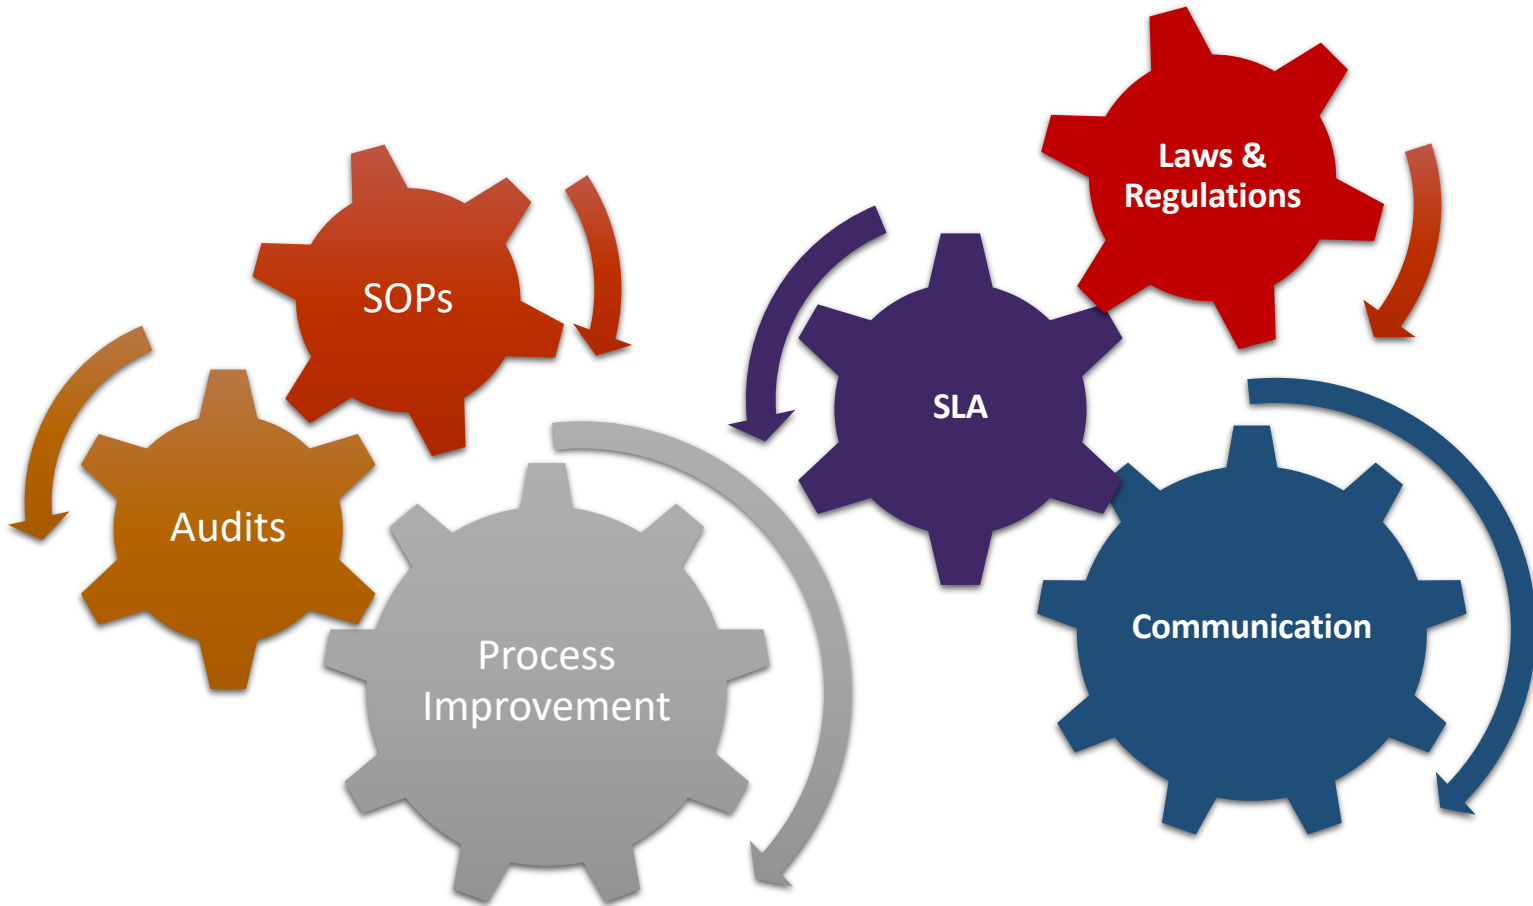 SOPs
Audits
Process
Improvement
Laws &
Regulations
SLA
Communication